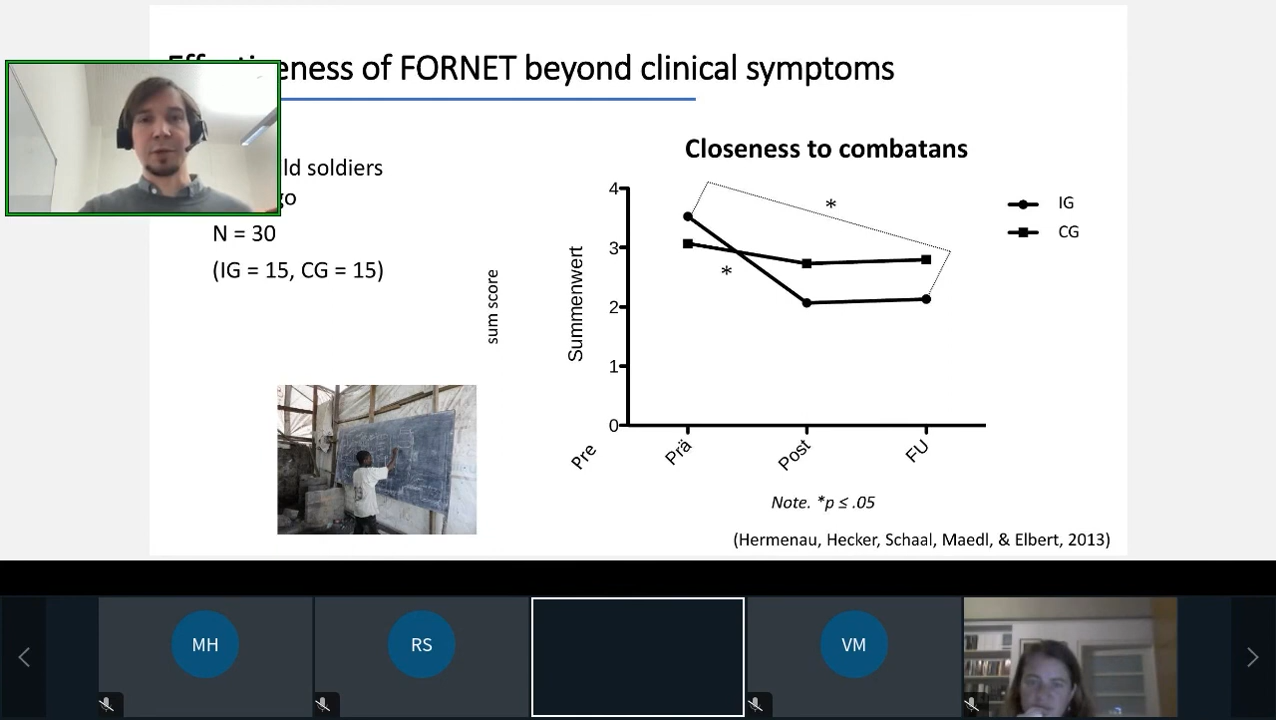 eness of FORNET beyond clinical symptoms
ld soldiers
go
N = 30
(IG = 15, CG = 15)
Closeness to combatans
4
3
2
1
0
sum score
Summenwert
*
*
IG
CG
Pre
Prä
Post
FU
Note. *p ≤ .05
(Hermenau, Hecker, Schaal, Maedl, & Elbert, 2013)
MH
RS
VM